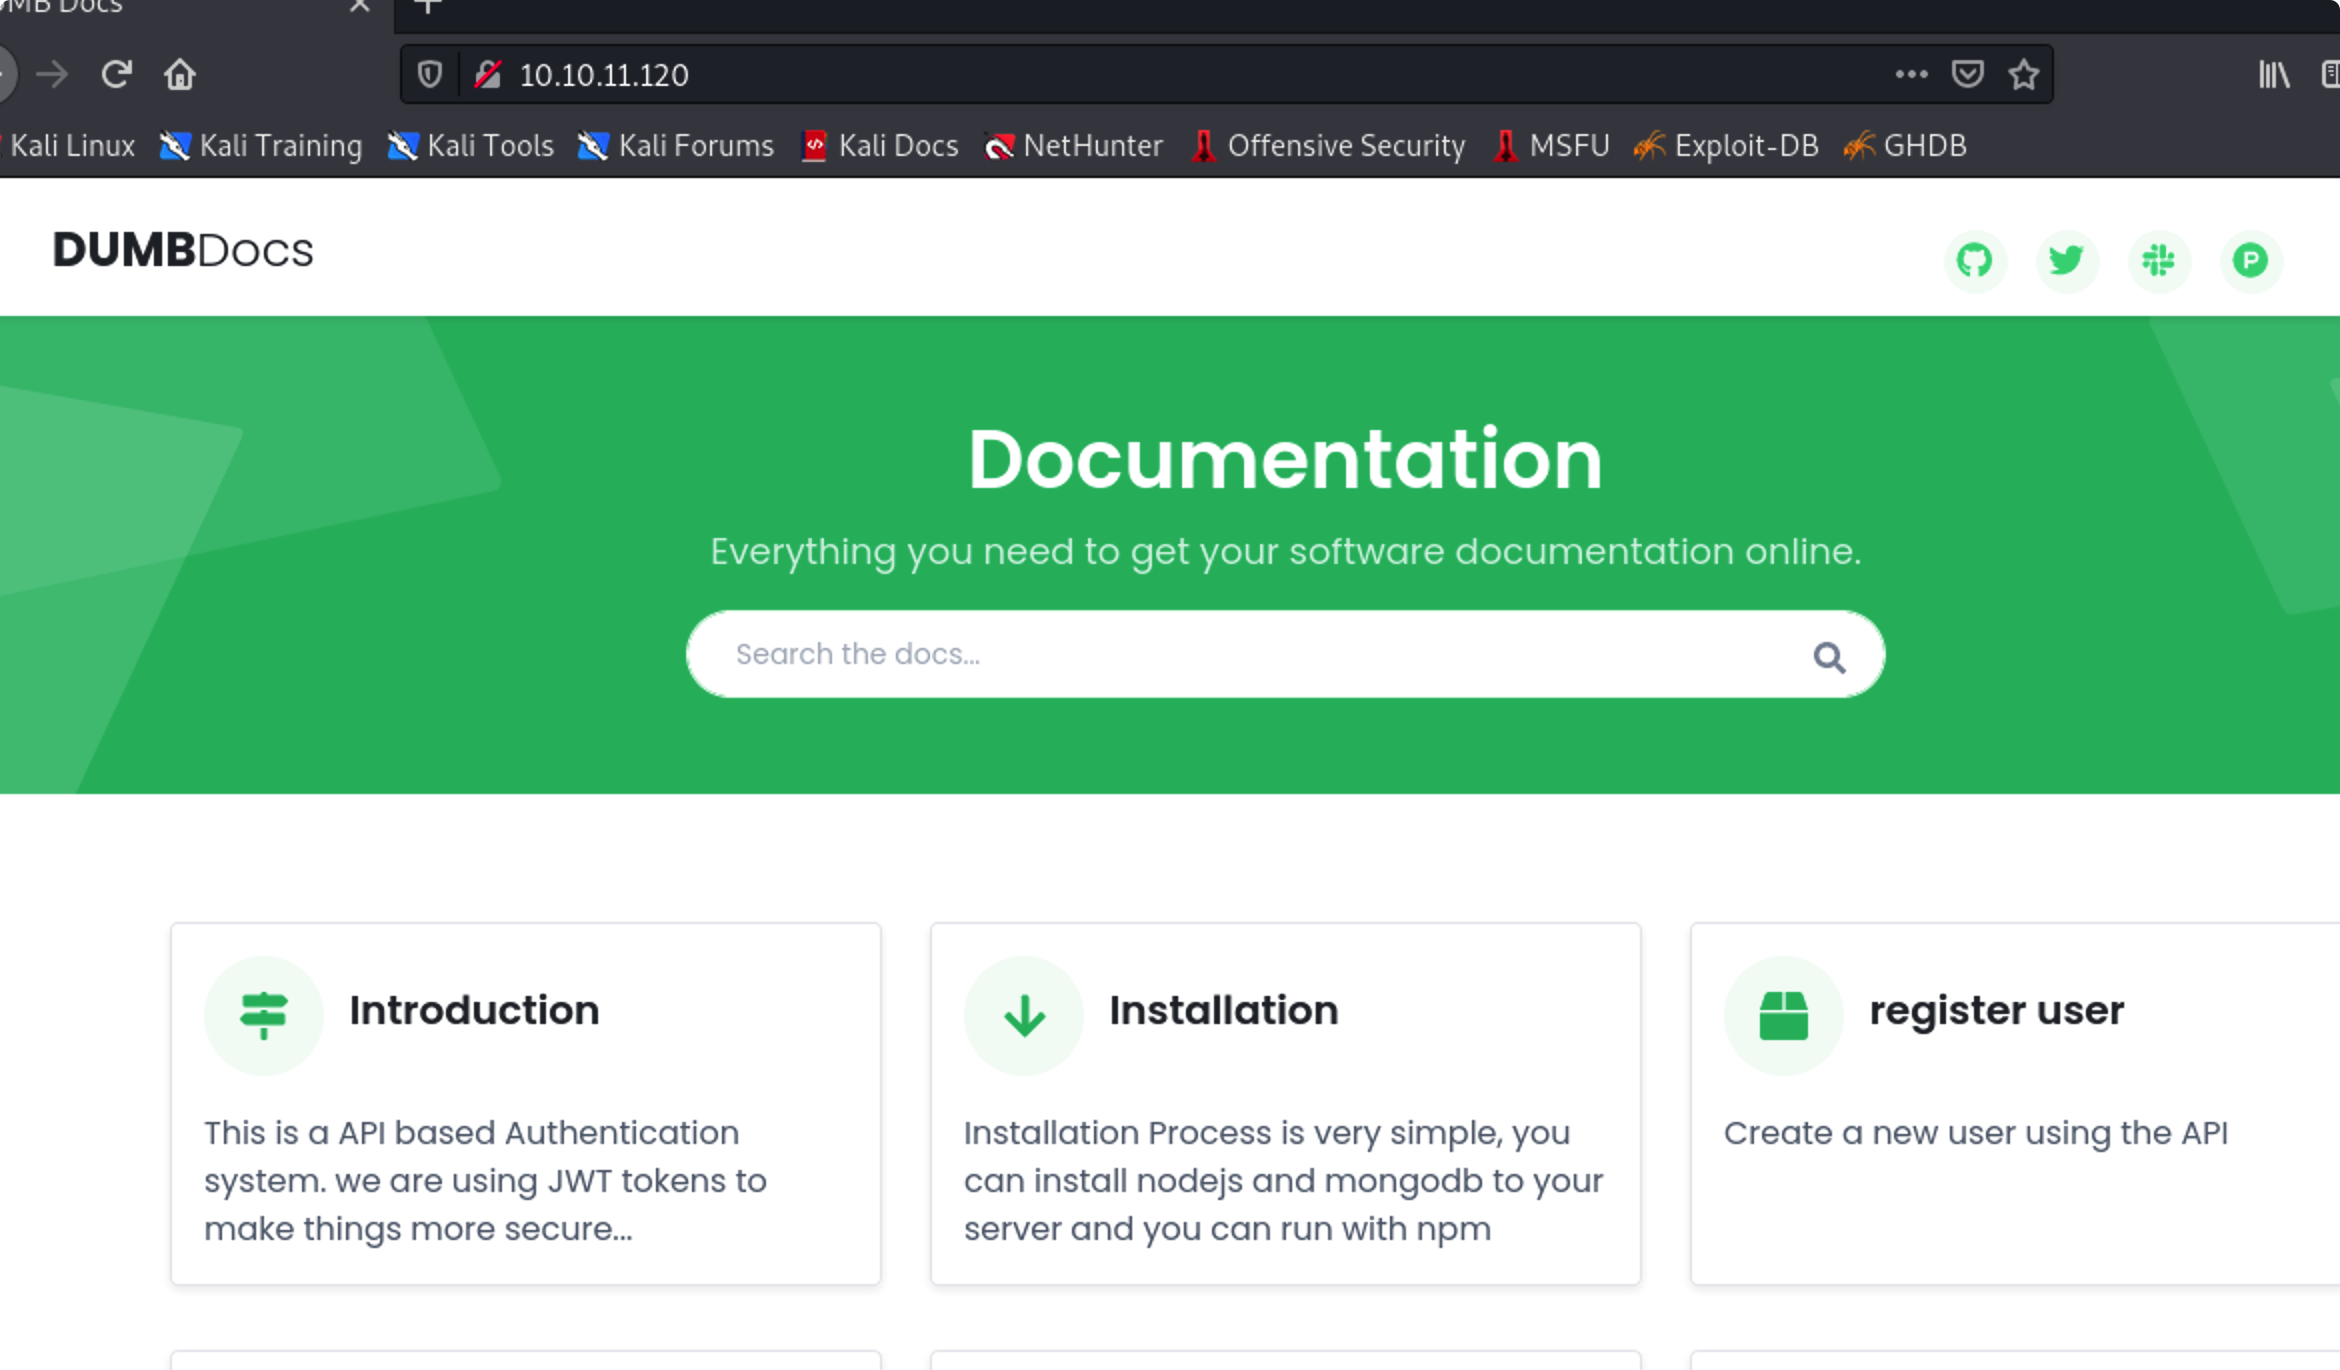 MB Docs
10.10.11.120
Kali Linux Kali Training Kali Tools Kali Forums Kali Docs NetHunter Offensive Security MSFU Exploit-DB GHDB
DUMBDocs
Documentation
Everything you need to get your software documentation online.
Search the docs...
Introduction
This is a API based Authentication
system. we are using JWT tokens to
make things more secure...
Installation
Installation Process is very simple, you
can install nodejs and mongodb to your
server and you can run with npm
register user
Create a new user using the API